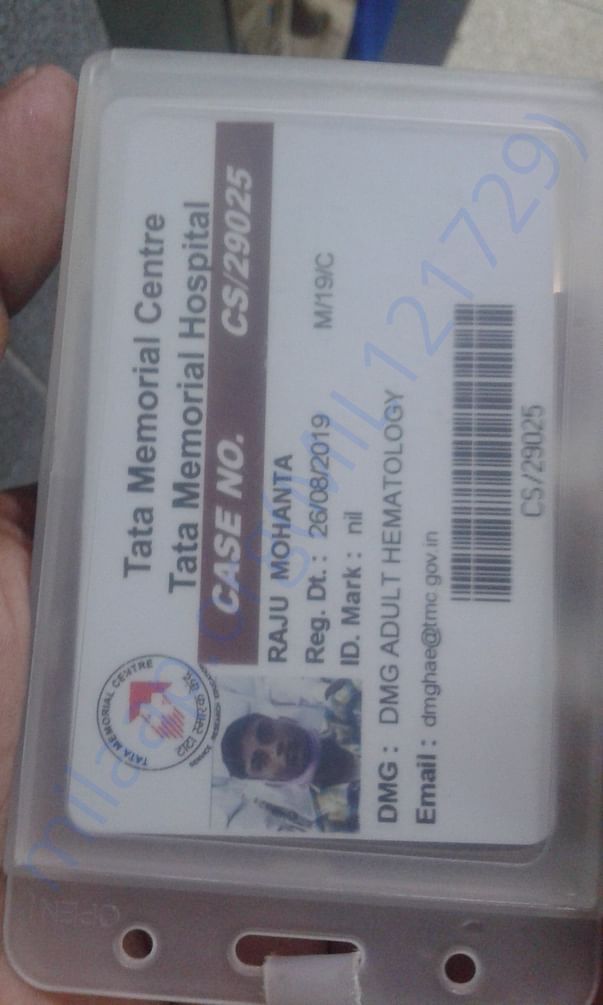 Tata Memorial Centre
Tata Memorial Hospital
CASE NO. CS/29025
RAJU MOHANTA
Reg. Dt. : 26/08/2019 M/19/C
ID. Mark : nil
DMG : DMG ADULT HEMATOLOGY
Email : dmghae@tmc.gov.in
CS/29025
TATA MEMORIAL CENTRE
टाटा स्मारक केंद्र
OPEN